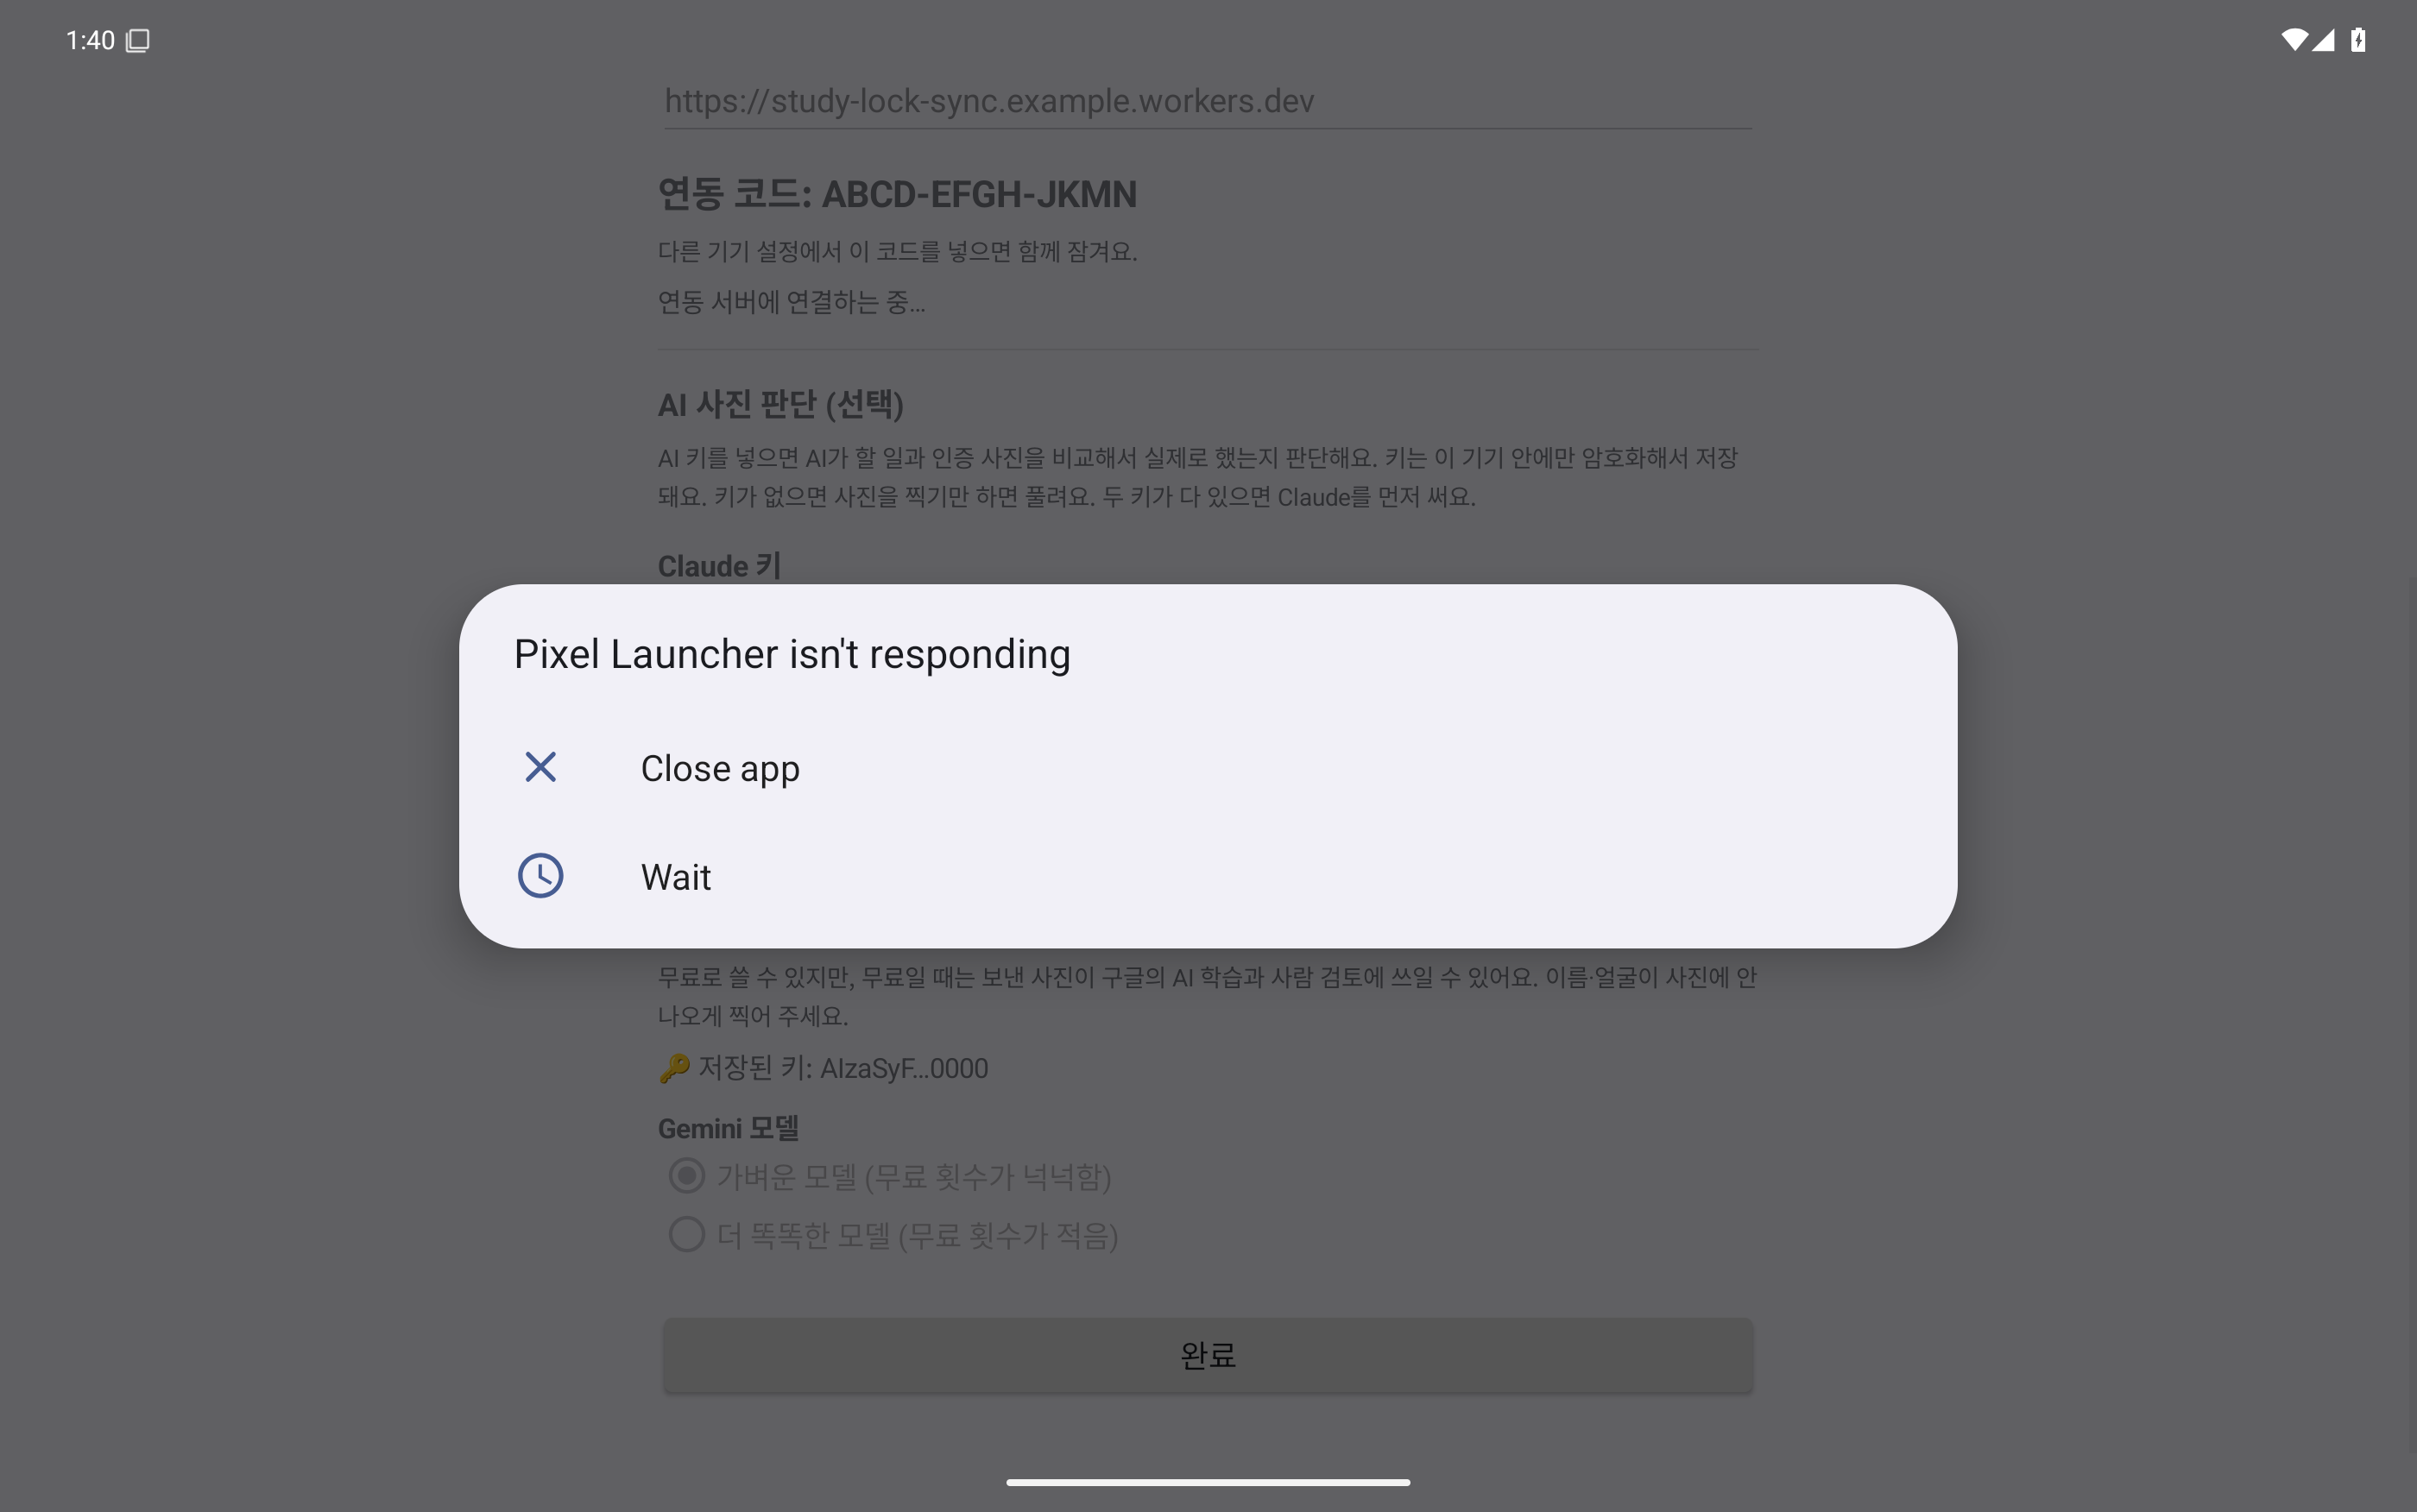 1:40
https://study-lock-sync.example.workers.dev
연동 코드: ABCD-EFGH-JKMN
다른 기기 설정에서 이 코드를 넣으면 함께 잠겨요.
연동 서버에 연결하는 중…
AI 사진 판단 (선택)
AI 키를 넣으면 AI가 할 일과 인증 사진을 비교해서 실제로 했는지 판단해요. 키는 이 기기 안에만 암호화해서 저장
돼요. 키가 없으면 사진을 찍기만 하면 풀려요. 두 키가 다 있으면 Claude를 먼저 써요.
Claude 키
Pixel Launcher isn't responding
Close app
Wait
무료로 쓸 수 있지만, 무료일 때는 보낸 사진이 구글의 AI 학습과 사람 검토에 쓰일 수 있어요. 이름·얼굴이 사진에 안
나오게 찍어 주세요.
🔑 저장된 키: AIzaSyF…0000
Gemini 모델
가벼운 모델 (무료 횟수가 넉넉함)
더 똑똑한 모델 (무료 횟수가 적음)
완료